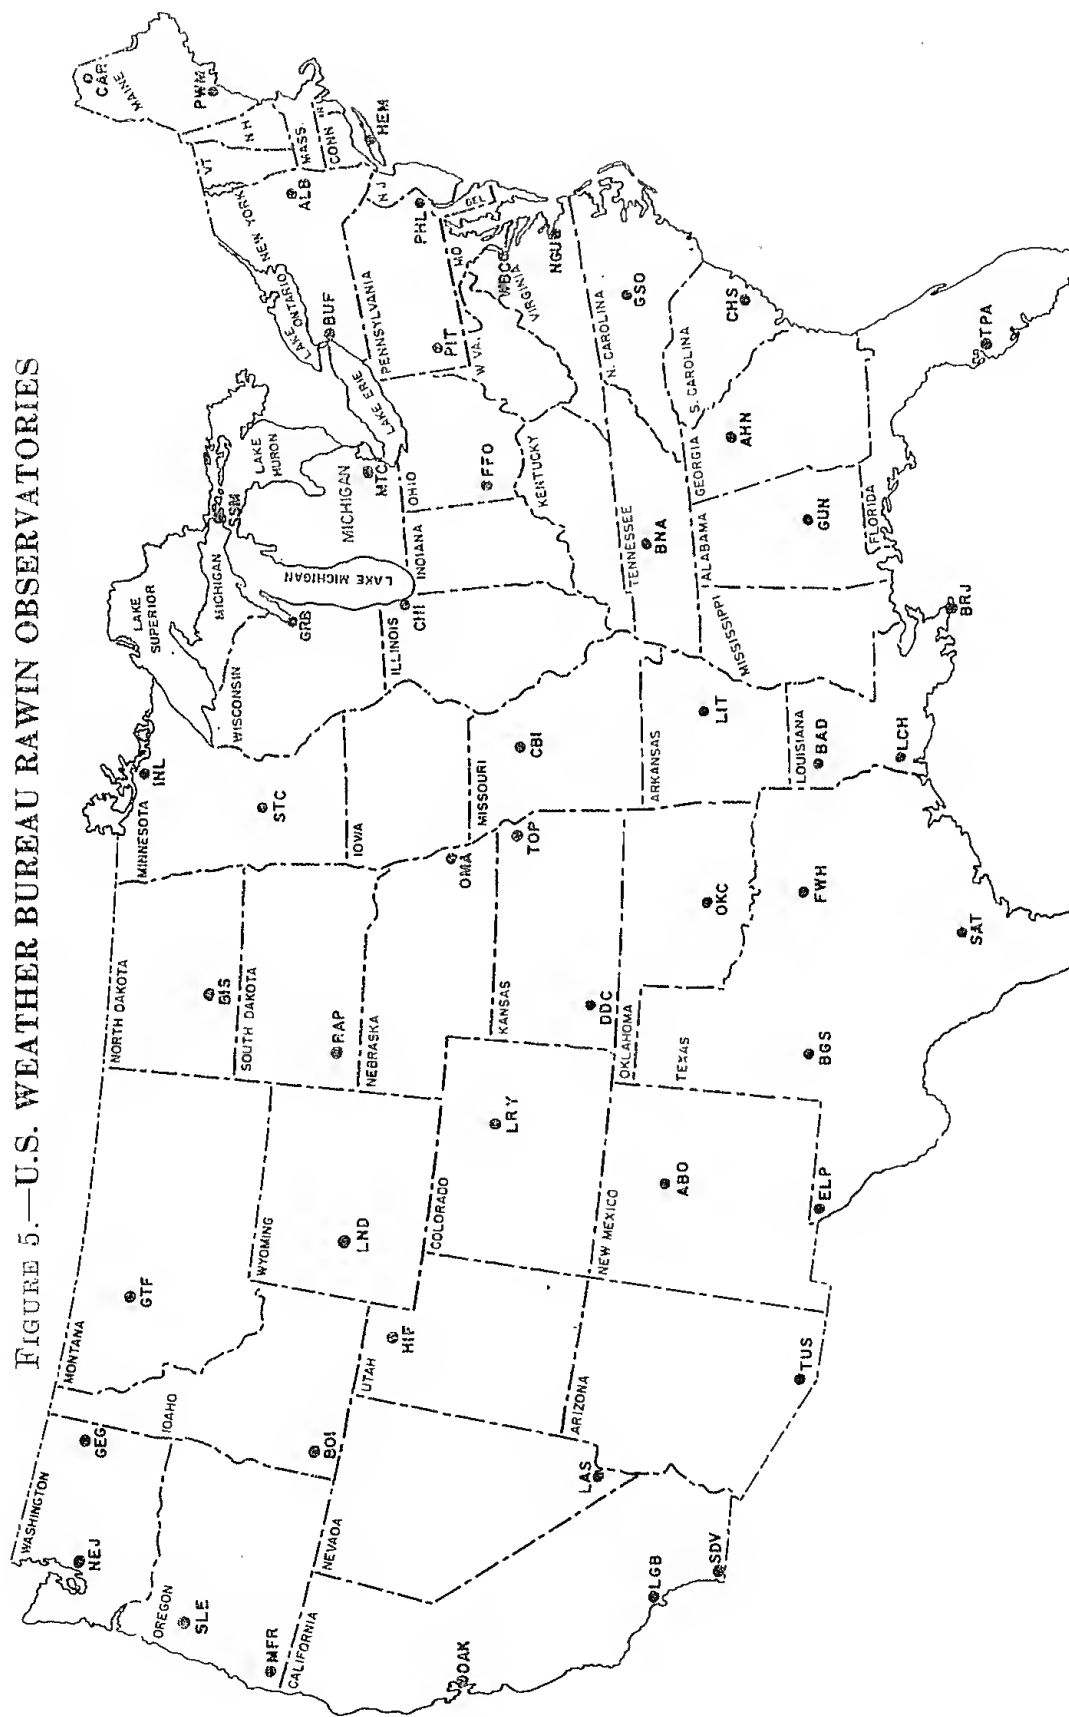 FIGURE 5.—U.S. WEATHER BUREAU RAWIN OBSERVATORIES
WASHINGTON
NEJ
GEG
OREGON
SLE
MFR
CALIFORNIA
OAK
LGB
SDV
NEVADA
LAS
IDAHO
BOI
MONTANA
GTF
WYOMING
LND
UTAH
HIF
ARIZONA
TUS
COLORADO
LRY
NEW MEXICO
ABO
ELP
NORTH DAKOTA
BIS
SOUTH DAKOTA
RAP
NEBRASKA
OMA
KANSAS
DDC
TOP
OKLAHOMA
OKC
TEXAS
BGS
FWH
SAT
MINNESOTA
INL
STC
IOWA
MISSOURI
CBI
ARKANSAS
LIT
LOUISIANA
BAD
LCH
BRJ
WISCONSIN
GRB
LAKE
SUPERIOR
MICHIGAN
SSM
LAKE MICHIGAN
LAKE
HURON
MICHIGAN
MTC
ILLINOIS
CHI
INDIANA
OHIO
FFO
KENTUCKY
TENNESSEE
BNA
MISSISSIPPI
ALABAMA
GUN
GEORGIA
AHN
FLORIDA
TPA
S. CAROLINA
CHS
N. CAROLINA
GSO
VIRGINIA
NGU
W. VA.
MD
DEL
PENNSYLVANIA
PIT
PHL
N J
LAKE ERIE
BUF
LAKE
ONTARIO
NEW YORK
ALB
VT
N H
MASS.
CONN
HEM
MAINE
CAR
PWM